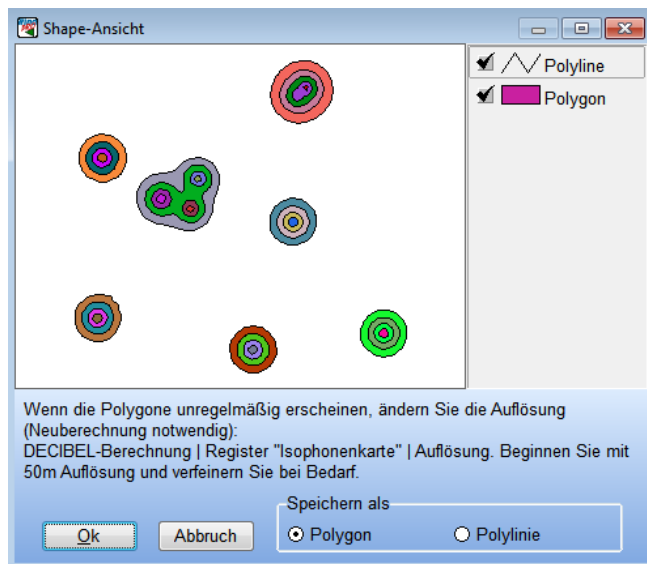 Shape-Ansicht
Polyline
Polygon
Wenn die Polygone unregelmäßig erscheinen, ändern Sie die Auflösung
(Neuberechnung notwendig):
DECIBEL-Berechnung | Register "Isophonenkarte" | Auflösung. Beginnen Sie mit
50m Auflösung und verfeinern Sie bei Bedarf.
Speichern als
Ok
Abbruch
Polygon
Polylinie